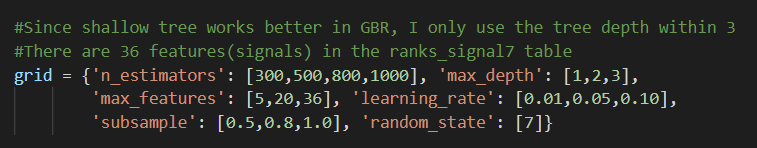 #Since shallow tree works better in GBR, I only use the tree depth within 3
#There are 36 features(signals) in the ranks_signal7 table
grid = {'n_estimators': [300,500,800,1000], 'max_depth': [1,2,3],
'max_features': [5,20,36], 'learning_rate': [0.01,0.05,0.10],
'subsample': [0.5,0.8,1.0], 'random_state': [7]}